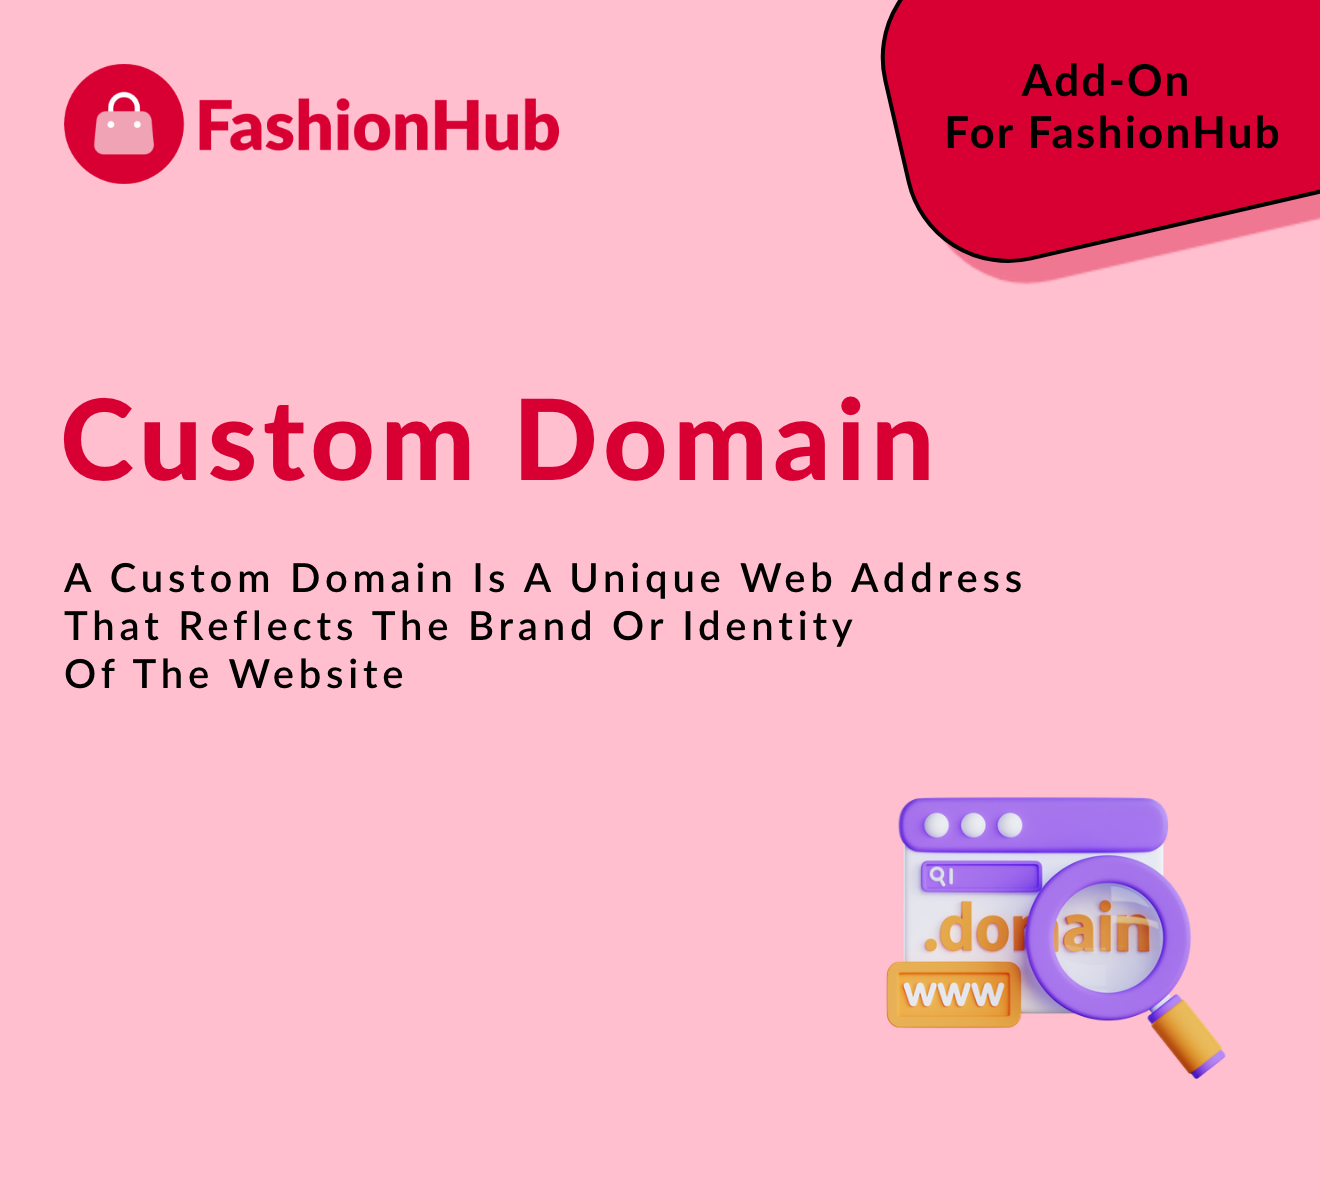 FashionHub
Add-On
For FashionHub
Custom Domain
A Custom Domain Is A Unique Web Address
That Reflects The Brand Or Identity
Of The Website
.domain
WWW